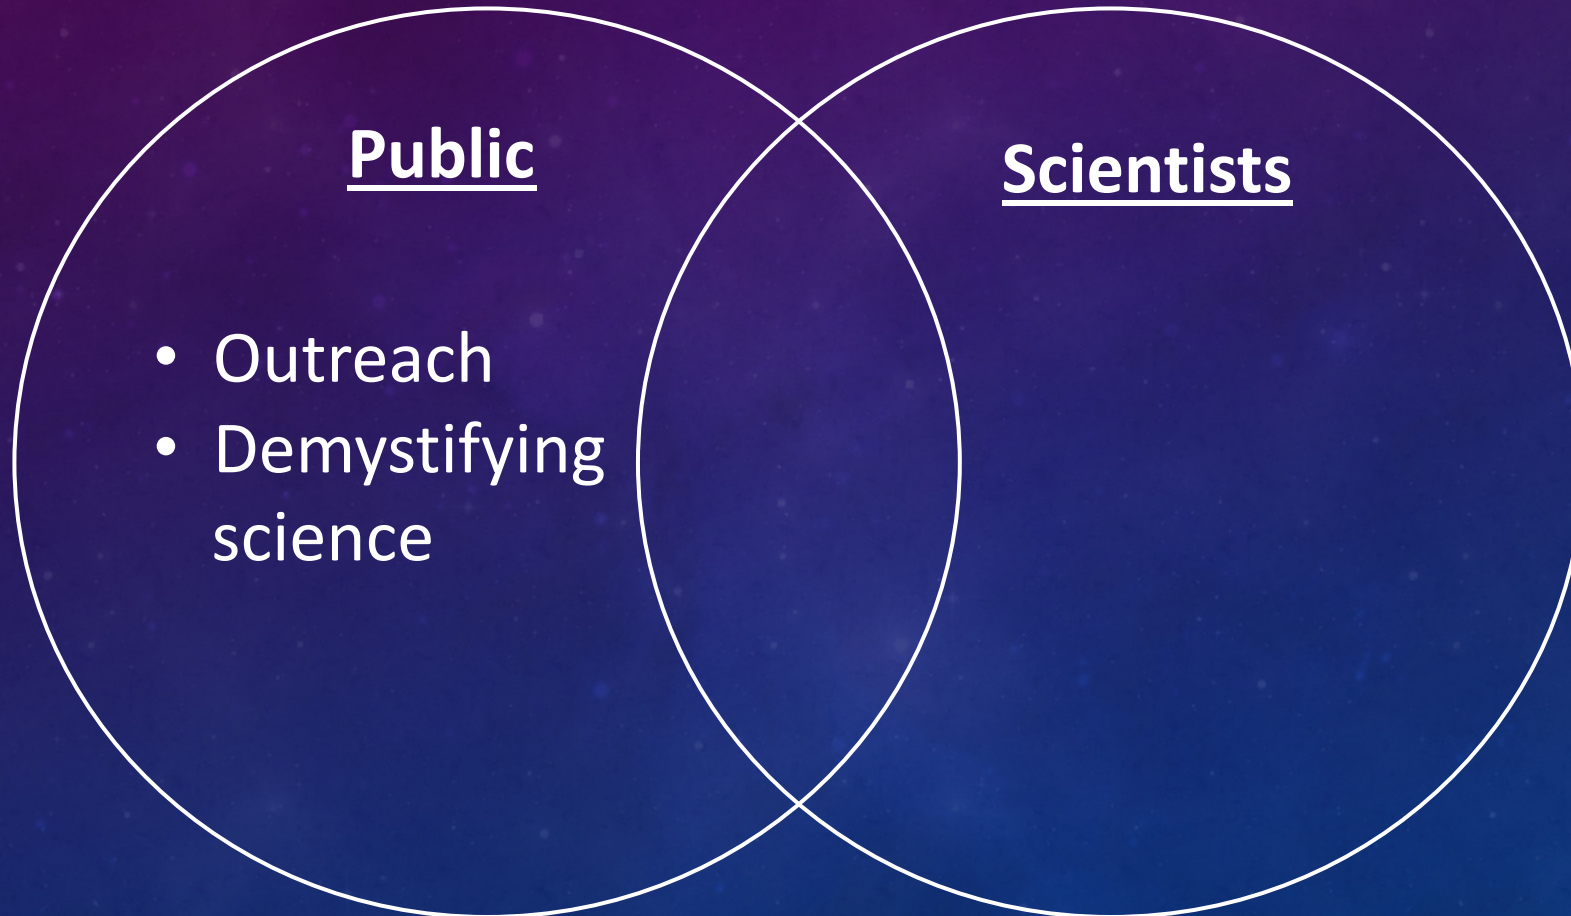 Public
Scientists
• Outreach
• Demystifying
science